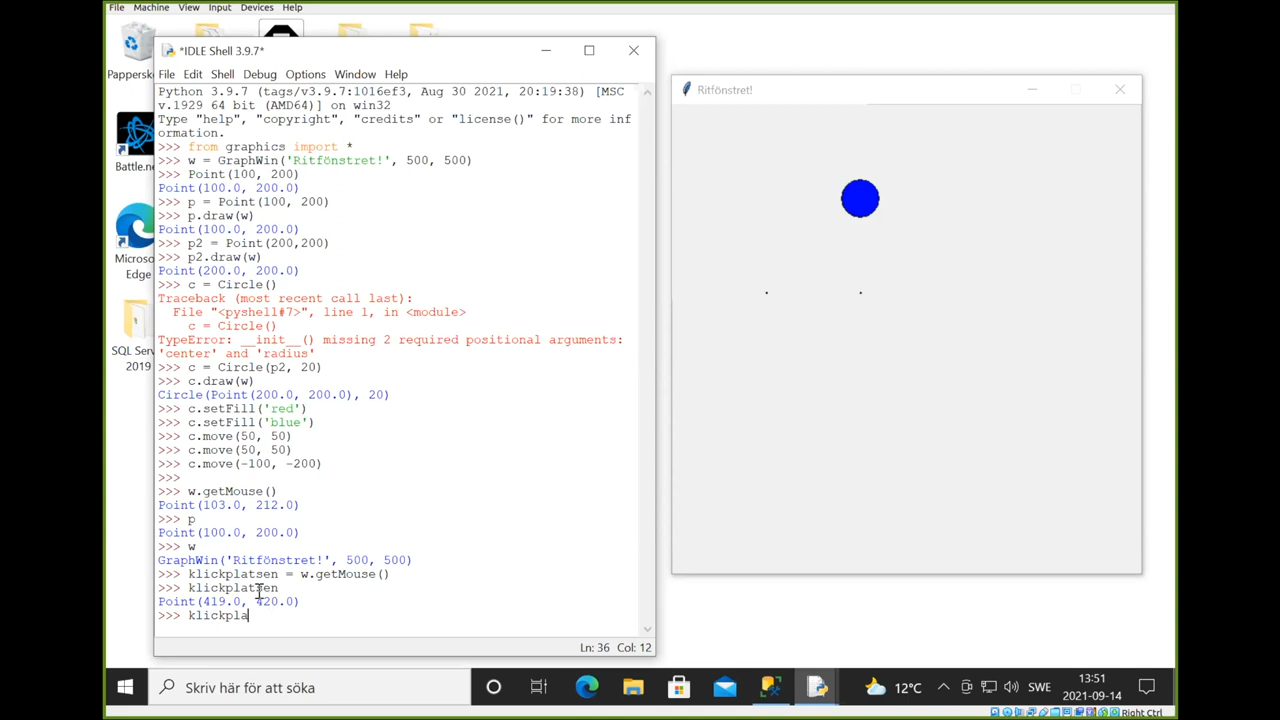 File Machine View Input Devices Help
Papperske
Battle.ne
Microso
Edge
SQL Serv
2019
*IDLE Shell 3.9.7*
File Edit Shell Debug Options Window Help
Python 3.9.7 (tags/v3.9.7:1016ef3, Aug 30 2021, 20:19:38) [MSC
v.1929 64 bit (AMD64)] on win32
Type "help", "copyright", "credits" or "license()" for more inf
ormation.
>>> from graphics import *
>>> w = GraphWin('Ritfönstret!', 500, 500)
>>> Point(100, 200)
Point(100.0, 200.0)
>>> p = Point(100, 200)
>>> p.draw(w)
Point(100.0, 200.0)
>>> p2 = Point(200,200)
>>> p2.draw(w)
Point(200.0, 200.0)
>>> c = Circle()
Traceback (most recent call last):
  File "<pyshell#7>", line 1, in <module>
    c = Circle()
TypeError: __init__() missing 2 required positional arguments:
'center' and 'radius'
>>> c = Circle(p2, 20)
>>> c.draw(w)
Circle(Point(200.0, 200.0), 20)
>>> c.setFill('red')
>>> c.setFill('blue')
>>> c.move(50, 50)
>>> c.move(50, 50)
>>> c.move(-100, -200)
>>>
>>> w.getMouse()
Point(103.0, 212.0)
>>> p
Point(100.0, 200.0)
>>> w
GraphWin('Ritfönstret!', 500, 500)
>>> klickplatsen = w.getMouse()
>>> klickplatsen
Point(419.0, 420.0)
>>> klickpla
Ln: 36 Col: 12
Ritfönstret!
Skriv här för att söka
12°C
SWE
13:51
2021-09-14
Right Ctrl